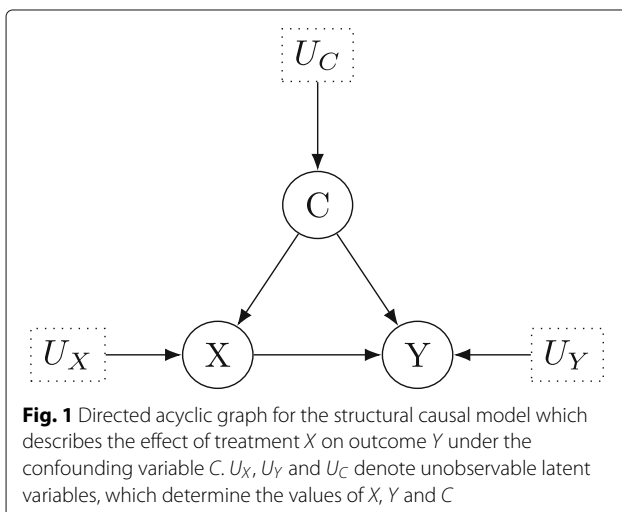 U_C
C
U_X
X
Y
U_Y
Fig. 1 Directed acyclic graph for the structural causal model which
describes the effect of treatment X on outcome Y under the
confounding variable C. U_X, U_Y and U_C denote unobservable latent
variables, which determine the values of X, Y and C